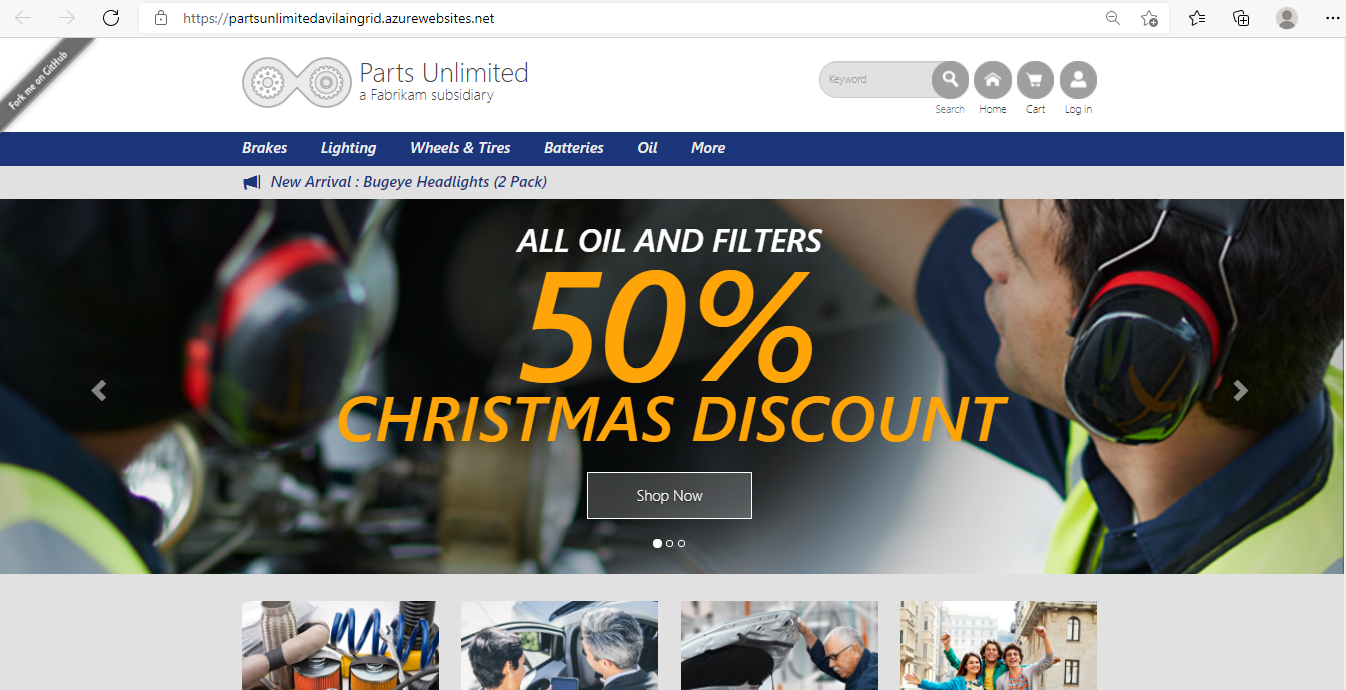 https://partsunlimitedavilaingrid.azurewebsites.net
Fork me on GitHub
Parts Unlimited
a Fabrikam subsidiary
Keyword
Search Home Cart Log in
Brakes Lighting Wheels & Tires Batteries Oil More
New Arrival : Bugeye Headlights (2 Pack)
ALL OIL AND FILTERS
50%
CHRISTMAS DISCOUNT
Shop Now